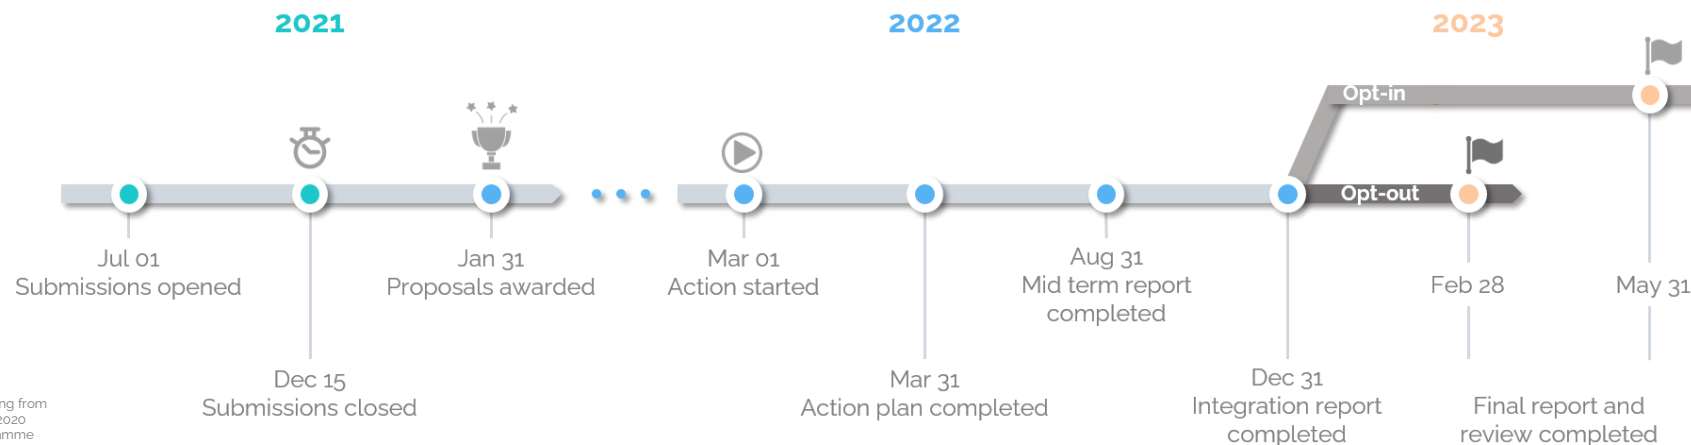 2021
2022
2023
Opt-in
Opt-out
Jul 01
Submissions opened
Dec 15
Submissions closed
Jan 31
Proposals awarded
Mar 01
Action started
Mar 31
Action plan completed
Aug 31
Mid term report
completed
Dec 31
Integration report
completed
Feb 28
May 31
Final report and
review completed
from
2020